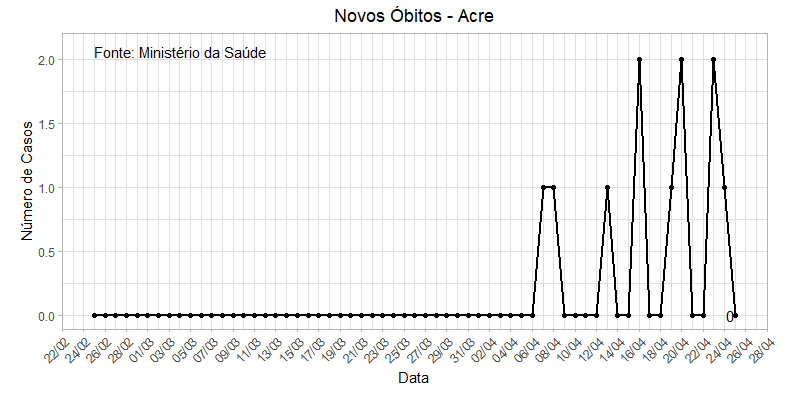 Novos Óbitos - Acre
Fonte: Ministério da Saúde
Número de Casos
2.0
1.5
1.0
0.5
0.0
0
22/02 24/02 26/02 28/02 01/03 03/03 05/03 07/03 09/03 11/03 13/03 15/03 17/03 19/03 21/03 23/03 25/03 27/03 29/03 31/03 02/04 04/04 06/04 08/04 10/04 12/04 14/04 16/04 18/04 20/04 22/04 24/04 26/04 28/04
Data